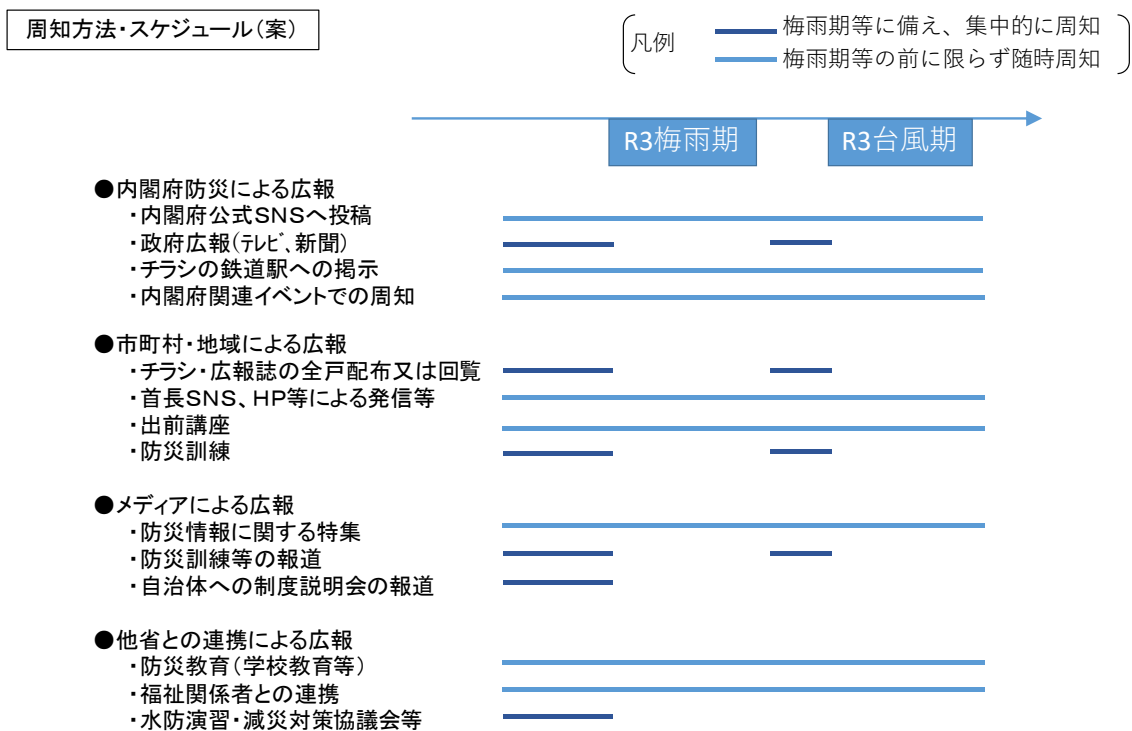 周知方法・スケジュール(案)
凡例
梅雨期等に備え、集中的に周知
梅雨期等の前に限らず随時周知
R3梅雨期
R3台風期
●内閣府防災による広報
・内閣府公式SNSへ投稿
・政府広報(テレビ、新聞)
・チラシの鉄道駅への掲示
・内閣府関連イベントでの周知
●市町村・地域による広報
・チラシ・広報誌の全戸配布又は回覧
・首長SNS、HP等による発信等
・出前講座
・防災訓練
●メディアによる広報
・防災情報に関する特集
・防災訓練等の報道
・自治体への制度説明会の報道
●他省との連携による広報
・防災教育(学校教育等)
・福祉関係者との連携
・水防演習・減災対策協議会等